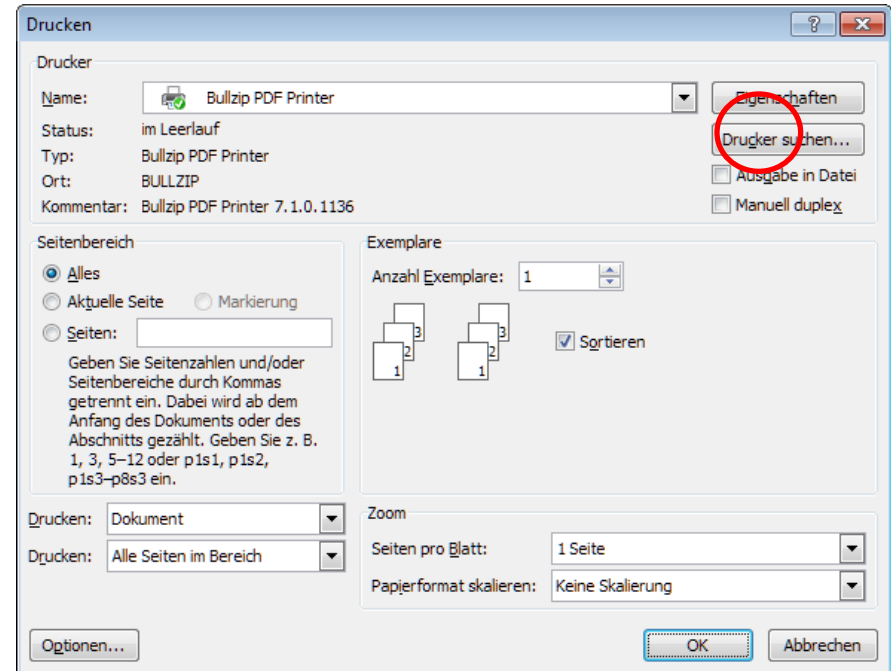 Drucken
Drucker
Name: Bullzip PDF Printer Eigenschaften
Status: im Leerlauf Drucker suchen...
Typ: Bullzip PDF Printer
Ort: BULLZIP Ausgabe in Datei
Kommentar: Bullzip PDF Printer 7.1.0.1136 Manuell duplex
Seitenbereich
Alles
Aktuelle Seite Markierung
Seiten:
Geben Sie Seitenzahlen und/oder
Seitenbereiche durch Kommas
getrennt ein. Dabei wird ab dem
Anfang des Dokuments oder des
Abschnitts gezählt. Geben Sie z. B.
1, 3, 5–12 oder p1s1, p1s2,
p1s3–p8s3 ein.
Exemplare
Anzahl Exemplare: 1
3 3
2 2
1 1
Sortieren
Drucken: Dokument
Drucken: Alle Seiten im Bereich
Zoom
Seiten pro Blatt: 1 Seite
Papierformat skalieren: Keine Skalierung
Optionen... OK Abbrechen